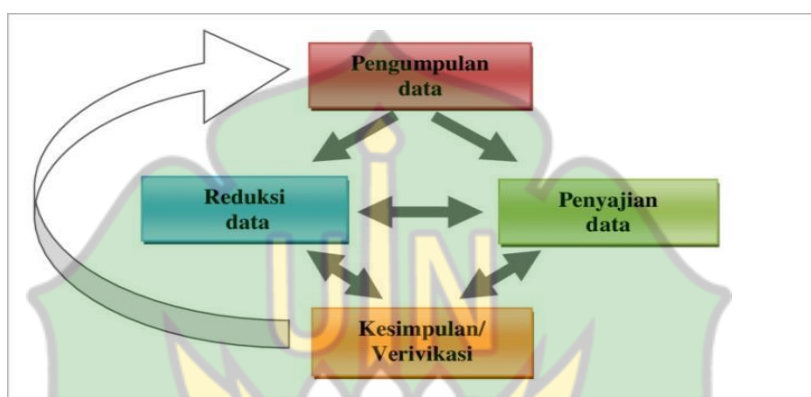 Pengumpulan
data
Reduksi
data
Penyajian
data
UIN
Kesimpulan/
Verivikasi